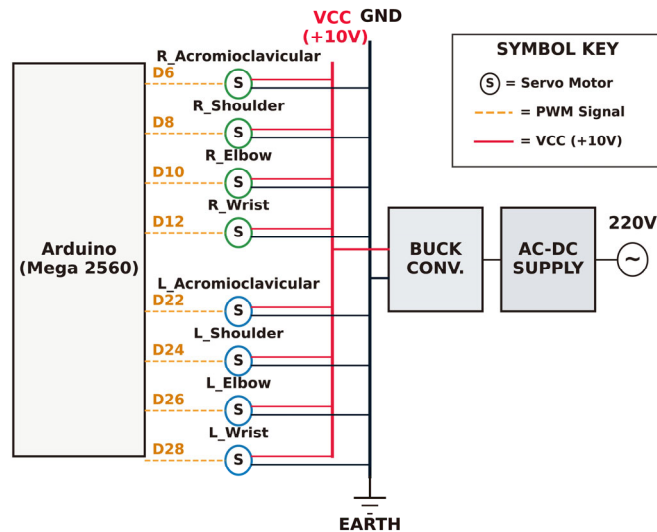 VCC
(+10V)
GND
R_Acromioclavicular
D6
S
R_Shoulder
D8
S
R_Elbow
D10
S
R_Wrist
D12
S
Arduino
(Mega 2560)
L_Acromioclavicular
D22
S
L_Shoulder
D24
S
L_Elbow
D26
S
L_Wrist
D28
S
EARTH
BUCK
CONV.
AC-DC
SUPPLY
220V
~
SYMBOL KEY
S = Servo Motor
= PWM Signal
= VCC (+10V)